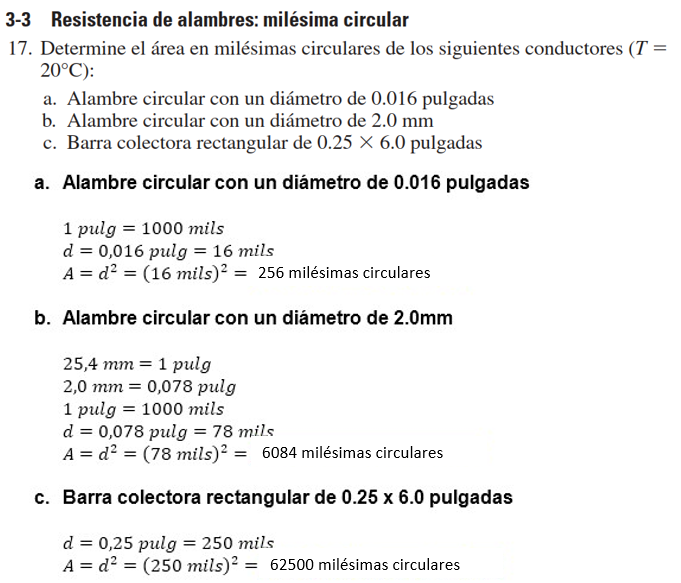 3-3 Resistencia de alambres: milésima circular
17. Determine el área en milésimas circulares de los siguientes conductores (T =
20°C):
a. Alambre circular con un diámetro de 0.016 pulgadas
b. Alambre circular con un diámetro de 2.0 mm
c. Barra colectora rectangular de 0.25 × 6.0 pulgadas
a. Alambre circular con un diámetro de 0.016 pulgadas
1 pulg = 1000 mils
d = 0,016 pulg = 16 mils
A = d² = (16 mils)² = 256 milésimas circulares
b. Alambre circular con un diámetro de 2.0mm
25,4 mm = 1 pulg
2,0 mm = 0,078 pulg
1 pulg = 1000 mils
d = 0,078 pulg = 78 mils
A = d² = (78 mils)² = 6084 milésimas circulares
c. Barra colectora rectangular de 0.25 x 6.0 pulgadas
d = 0,25 pulg = 250 mils
A = d² = (250 mils)² = 62500 milésimas circulares